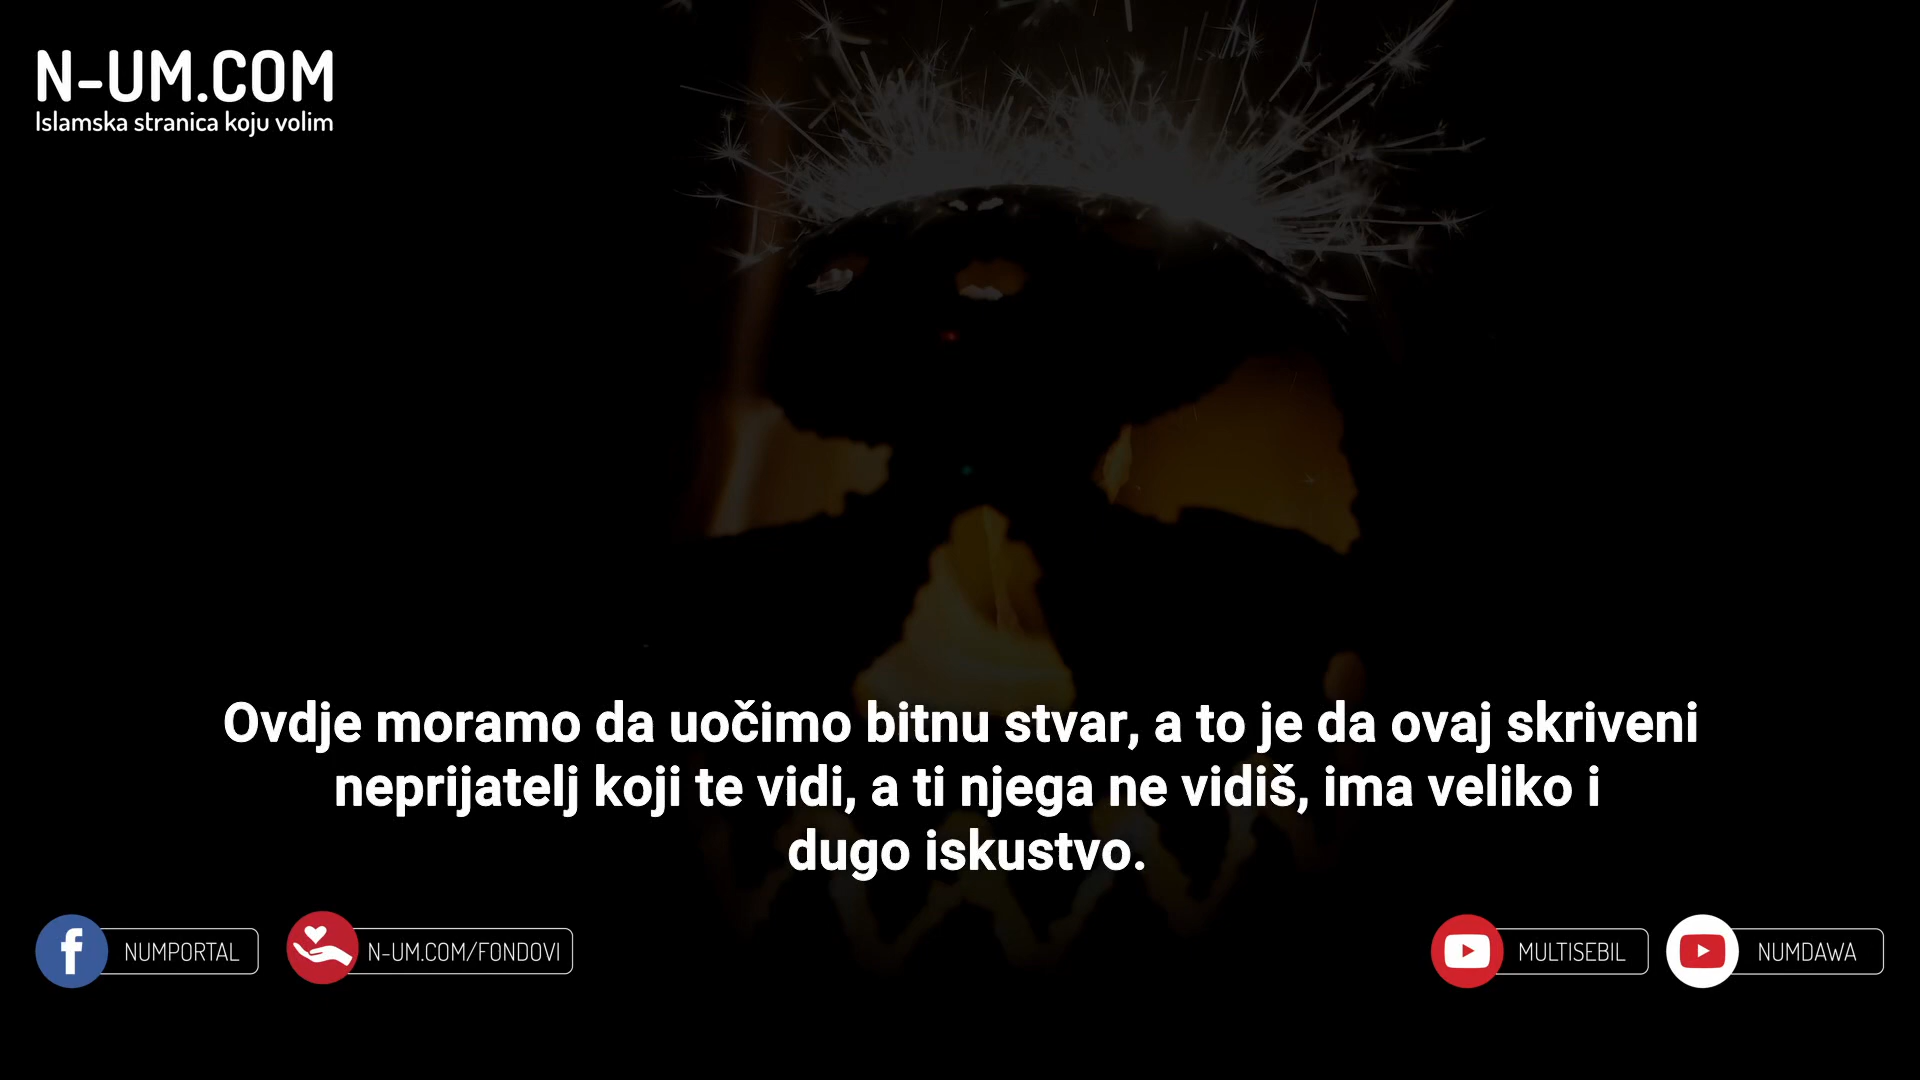 N-UM.COM
Islamska stranica koju volim
Ovdje moramo da uočimo bitnu stvar, a to je da ovaj skriveni
neprijatelj koji te vidi, a ti njega ne vidiš, ima veliko i
dugo iskustvo.
NUMPORTAL
N-UM.COM/FONDOVI
MULTISEBIL
NUMDAWA